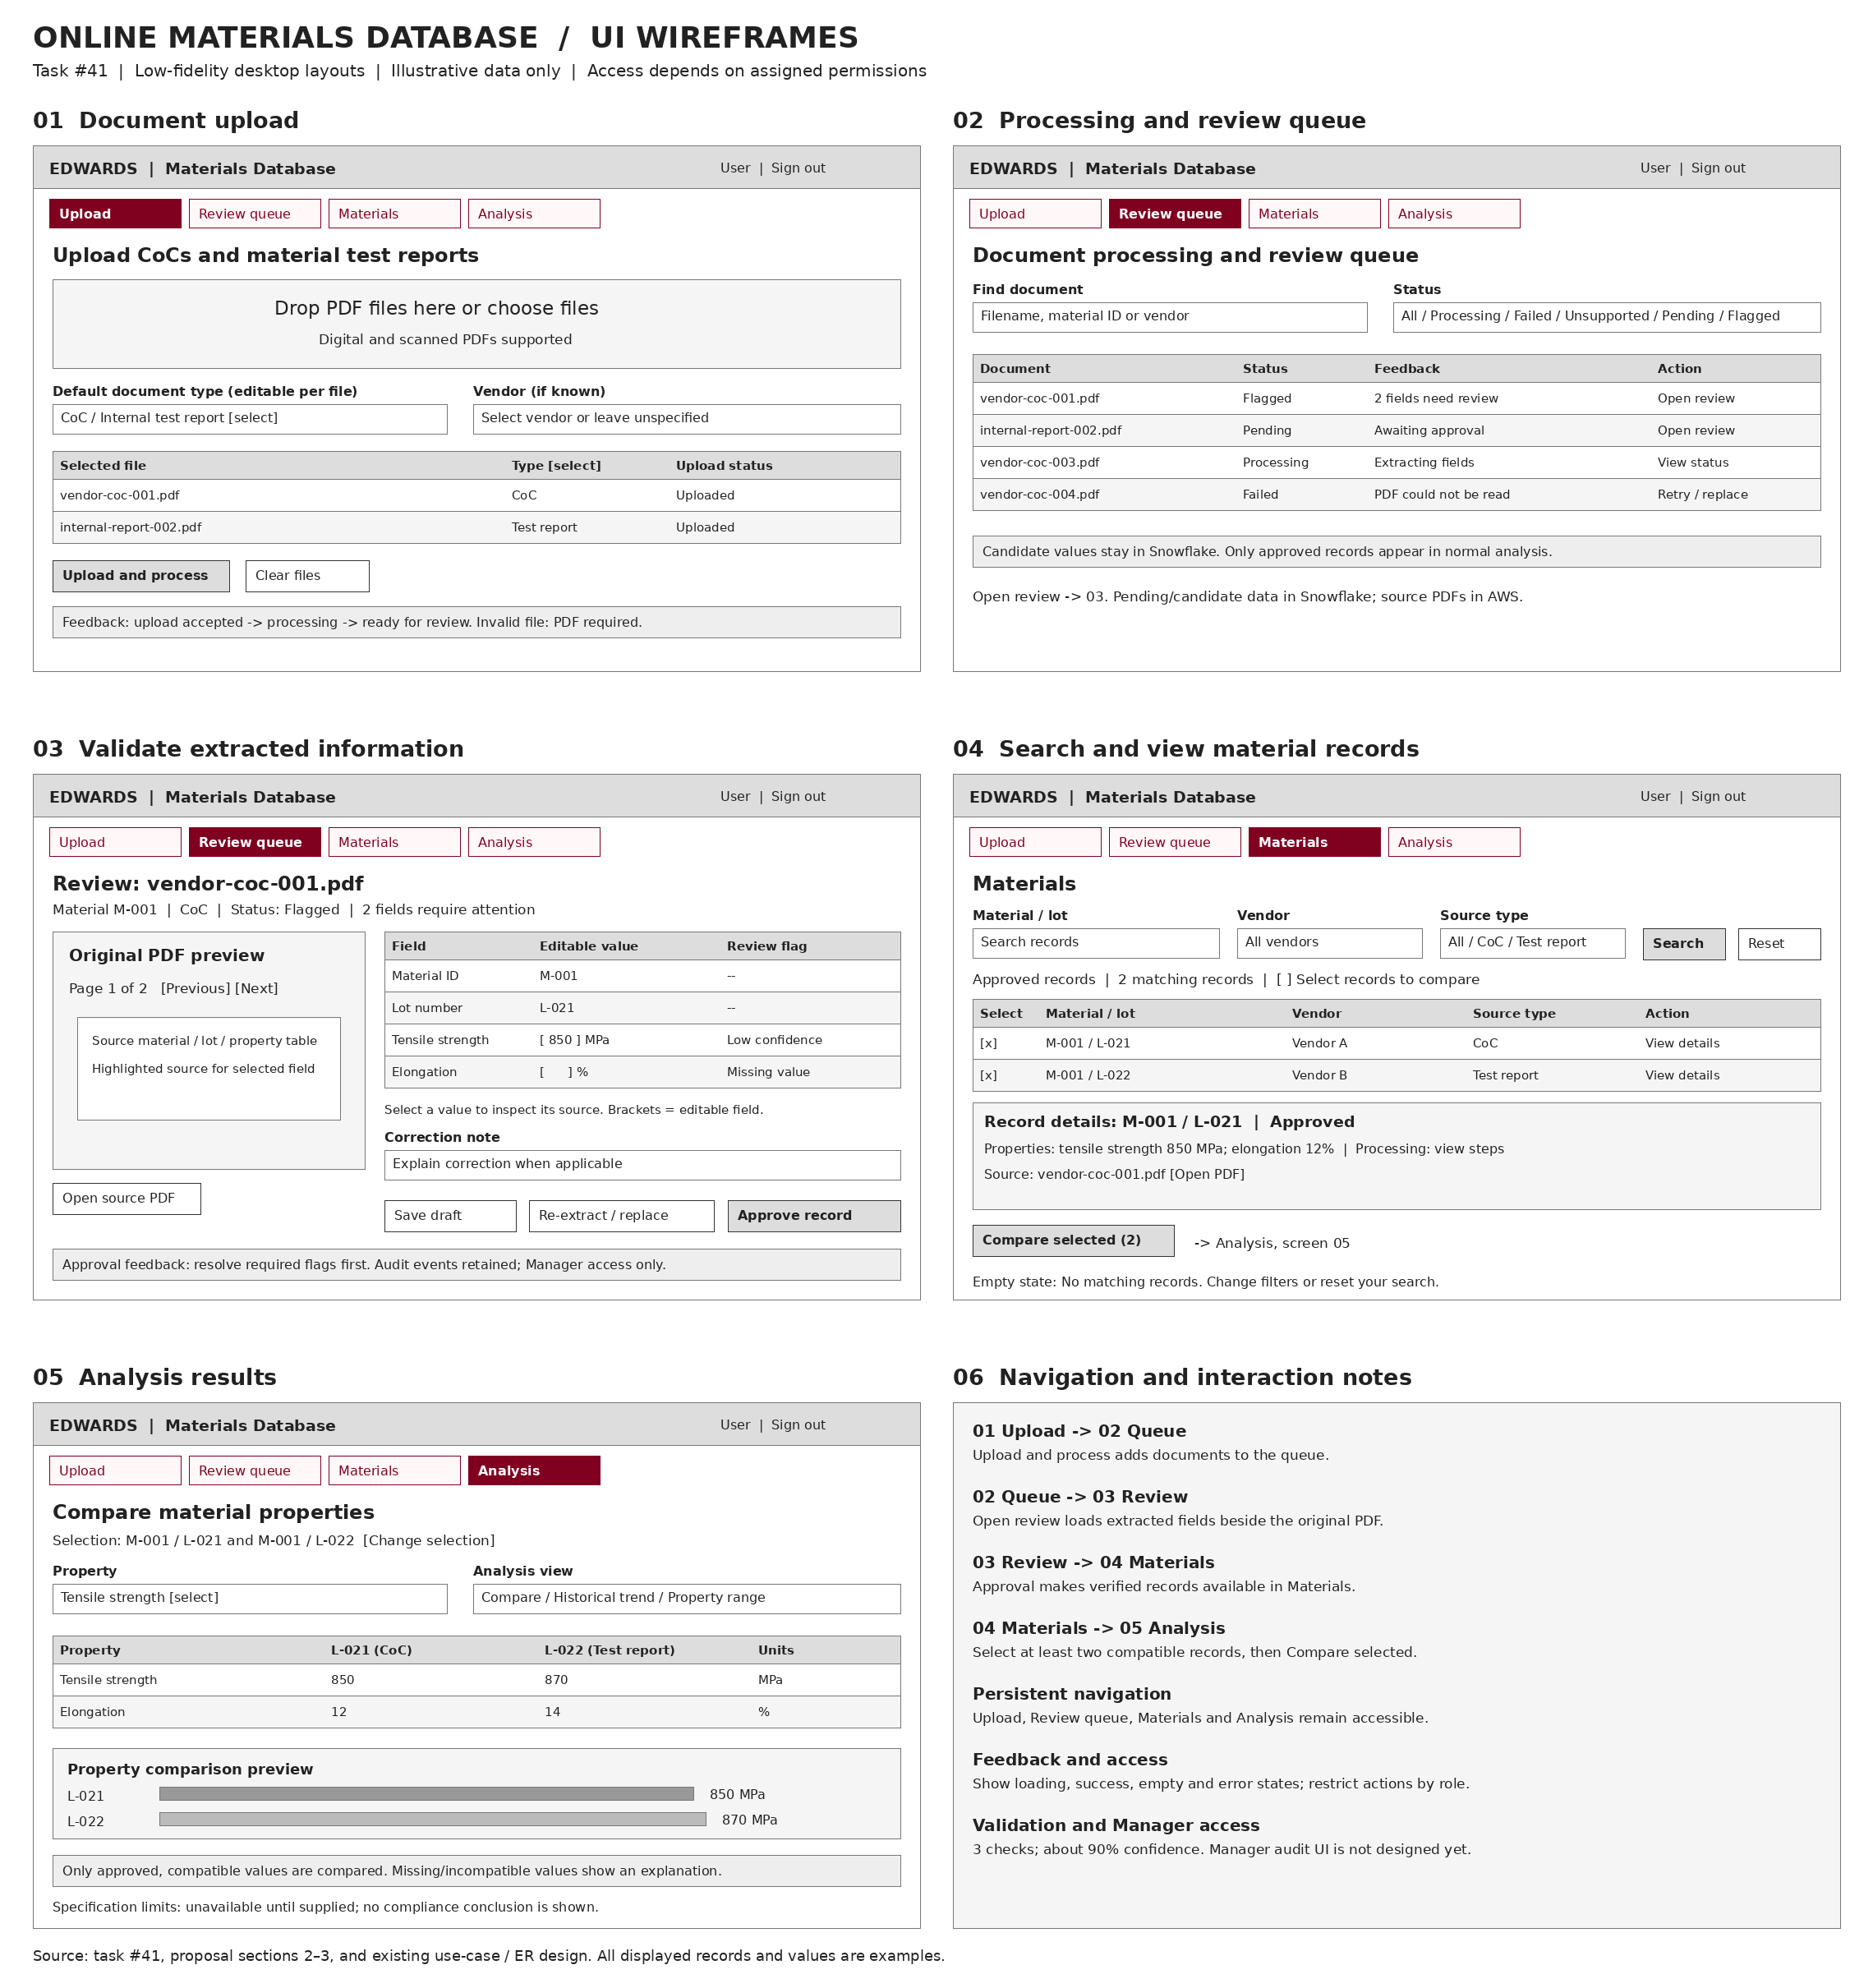 ONLINE MATERIALS DATABASE / UI WIREFRAMES
Task #41 | Low-fidelity desktop layouts | Illustrative data only | Access depends on assigned permissions
01 Document upload
EDWARDS | Materials Database
User | Sign out
Upload
Review queue
Materials
Analysis
Upload CoCs and material test reports
Drop PDF files here or choose files
Digital and scanned PDFs supported
Default document type (editable per file)
Vendor (if known)
CoC / Internal test report [select]
Select vendor or leave unspecified
Selected file
Type [select]
Upload status
vendor-coc-001.pdf
CoC
Uploaded
internal-report-002.pdf
Test report
Uploaded
Upload and process
Clear files
Feedback: upload accepted -> processing -> ready for review. Invalid file: PDF required.
02 Processing and review queue
EDWARDS | Materials Database
User | Sign out
Upload
Review queue
Materials
Analysis
Document processing and review queue
Find document
Status
Filename, material ID or vendor
All / Processing / Failed / Unsupported / Pending / Flagged
Document
Status
Feedback
Action
vendor-coc-001.pdf
Flagged
2 fields need review
Open review
internal-report-002.pdf
Pending
Awaiting approval
Open review
vendor-coc-003.pdf
Processing
Extracting fields
View status
vendor-coc-004.pdf
Failed
PDF could not be read
Retry / replace
Candidate values stay in Snowflake. Only approved records appear in normal analysis.
Open review -> 03. Pending/candidate data in Snowflake; source PDFs in AWS.
03 Validate extracted information
EDWARDS | Materials Database
User | Sign out
Upload
Review queue
Materials
Analysis
Review: vendor-coc-001.pdf
Material M-001 | CoC | Status: Flagged | 2 fields require attention
Original PDF preview
Page 1 of 2 [Previous] [Next]
Source material / lot / property table
Highlighted source for selected field
Open source PDF
Field
Editable value
Review flag
Material ID
M-001
--
Lot number
L-021
--
Tensile strength
[ 850 ] MPa
Low confidence
Elongation
[ ] %
Missing value
Select a value to inspect its source. Brackets = editable field.
Correction note
Explain correction when applicable
Save draft
Re-extract / replace
Approve record
Approval feedback: resolve required flags first. Audit events retained; Manager access only.
04 Search and view material records
EDWARDS | Materials Database
User | Sign out
Upload
Review queue
Materials
Analysis
Materials
Material / lot
Vendor
Source type
Search records
All vendors
All / CoC / Test report
Search
Reset
Approved records | 2 matching records | [ ] Select records to compare
Select
Material / lot
Vendor
Source type
Action
[x]
M-001 / L-021
Vendor A
CoC
View details
[x]
M-001 / L-022
Vendor B
Test report
View details
Record details: M-001 / L-021 | Approved
Properties: tensile strength 850 MPa; elongation 12% | Processing: view steps
Source: vendor-coc-001.pdf [Open PDF]
Compare selected (2)
-> Analysis, screen 05
Empty state: No matching records. Change filters or reset your search.
05 Analysis results
EDWARDS | Materials Database
User | Sign out
Upload
Review queue
Materials
Analysis
Compare material properties
Selection: M-001 / L-021 and M-001 / L-022 [Change selection]
Property
Analysis view
Tensile strength [select]
Compare / Historical trend / Property range
Property
L-021 (CoC)
L-022 (Test report)
Units
Tensile strength
850
870
MPa
Elongation
12
14
%
Property comparison preview
L-021
850 MPa
L-022
870 MPa
Only approved, compatible values are compared. Missing/incompatible values show an explanation.
Specification limits: unavailable until supplied; no compliance conclusion is shown.
06 Navigation and interaction notes
01 Upload -> 02 Queue
Upload and process adds documents to the queue.
02 Queue -> 03 Review
Open review loads extracted fields beside the original PDF.
03 Review -> 04 Materials
Approval makes verified records available in Materials.
04 Materials -> 05 Analysis
Select at least two compatible records, then Compare selected.
Persistent navigation
Upload, Review queue, Materials and Analysis remain accessible.
Feedback and access
Show loading, success, empty and error states; restrict actions by role.
Validation and Manager access
3 checks; about 90% confidence. Manager audit UI is not designed yet.
Source: task #41, proposal sections 2–3, and existing use-case / ER design. All displayed records and values are examples.